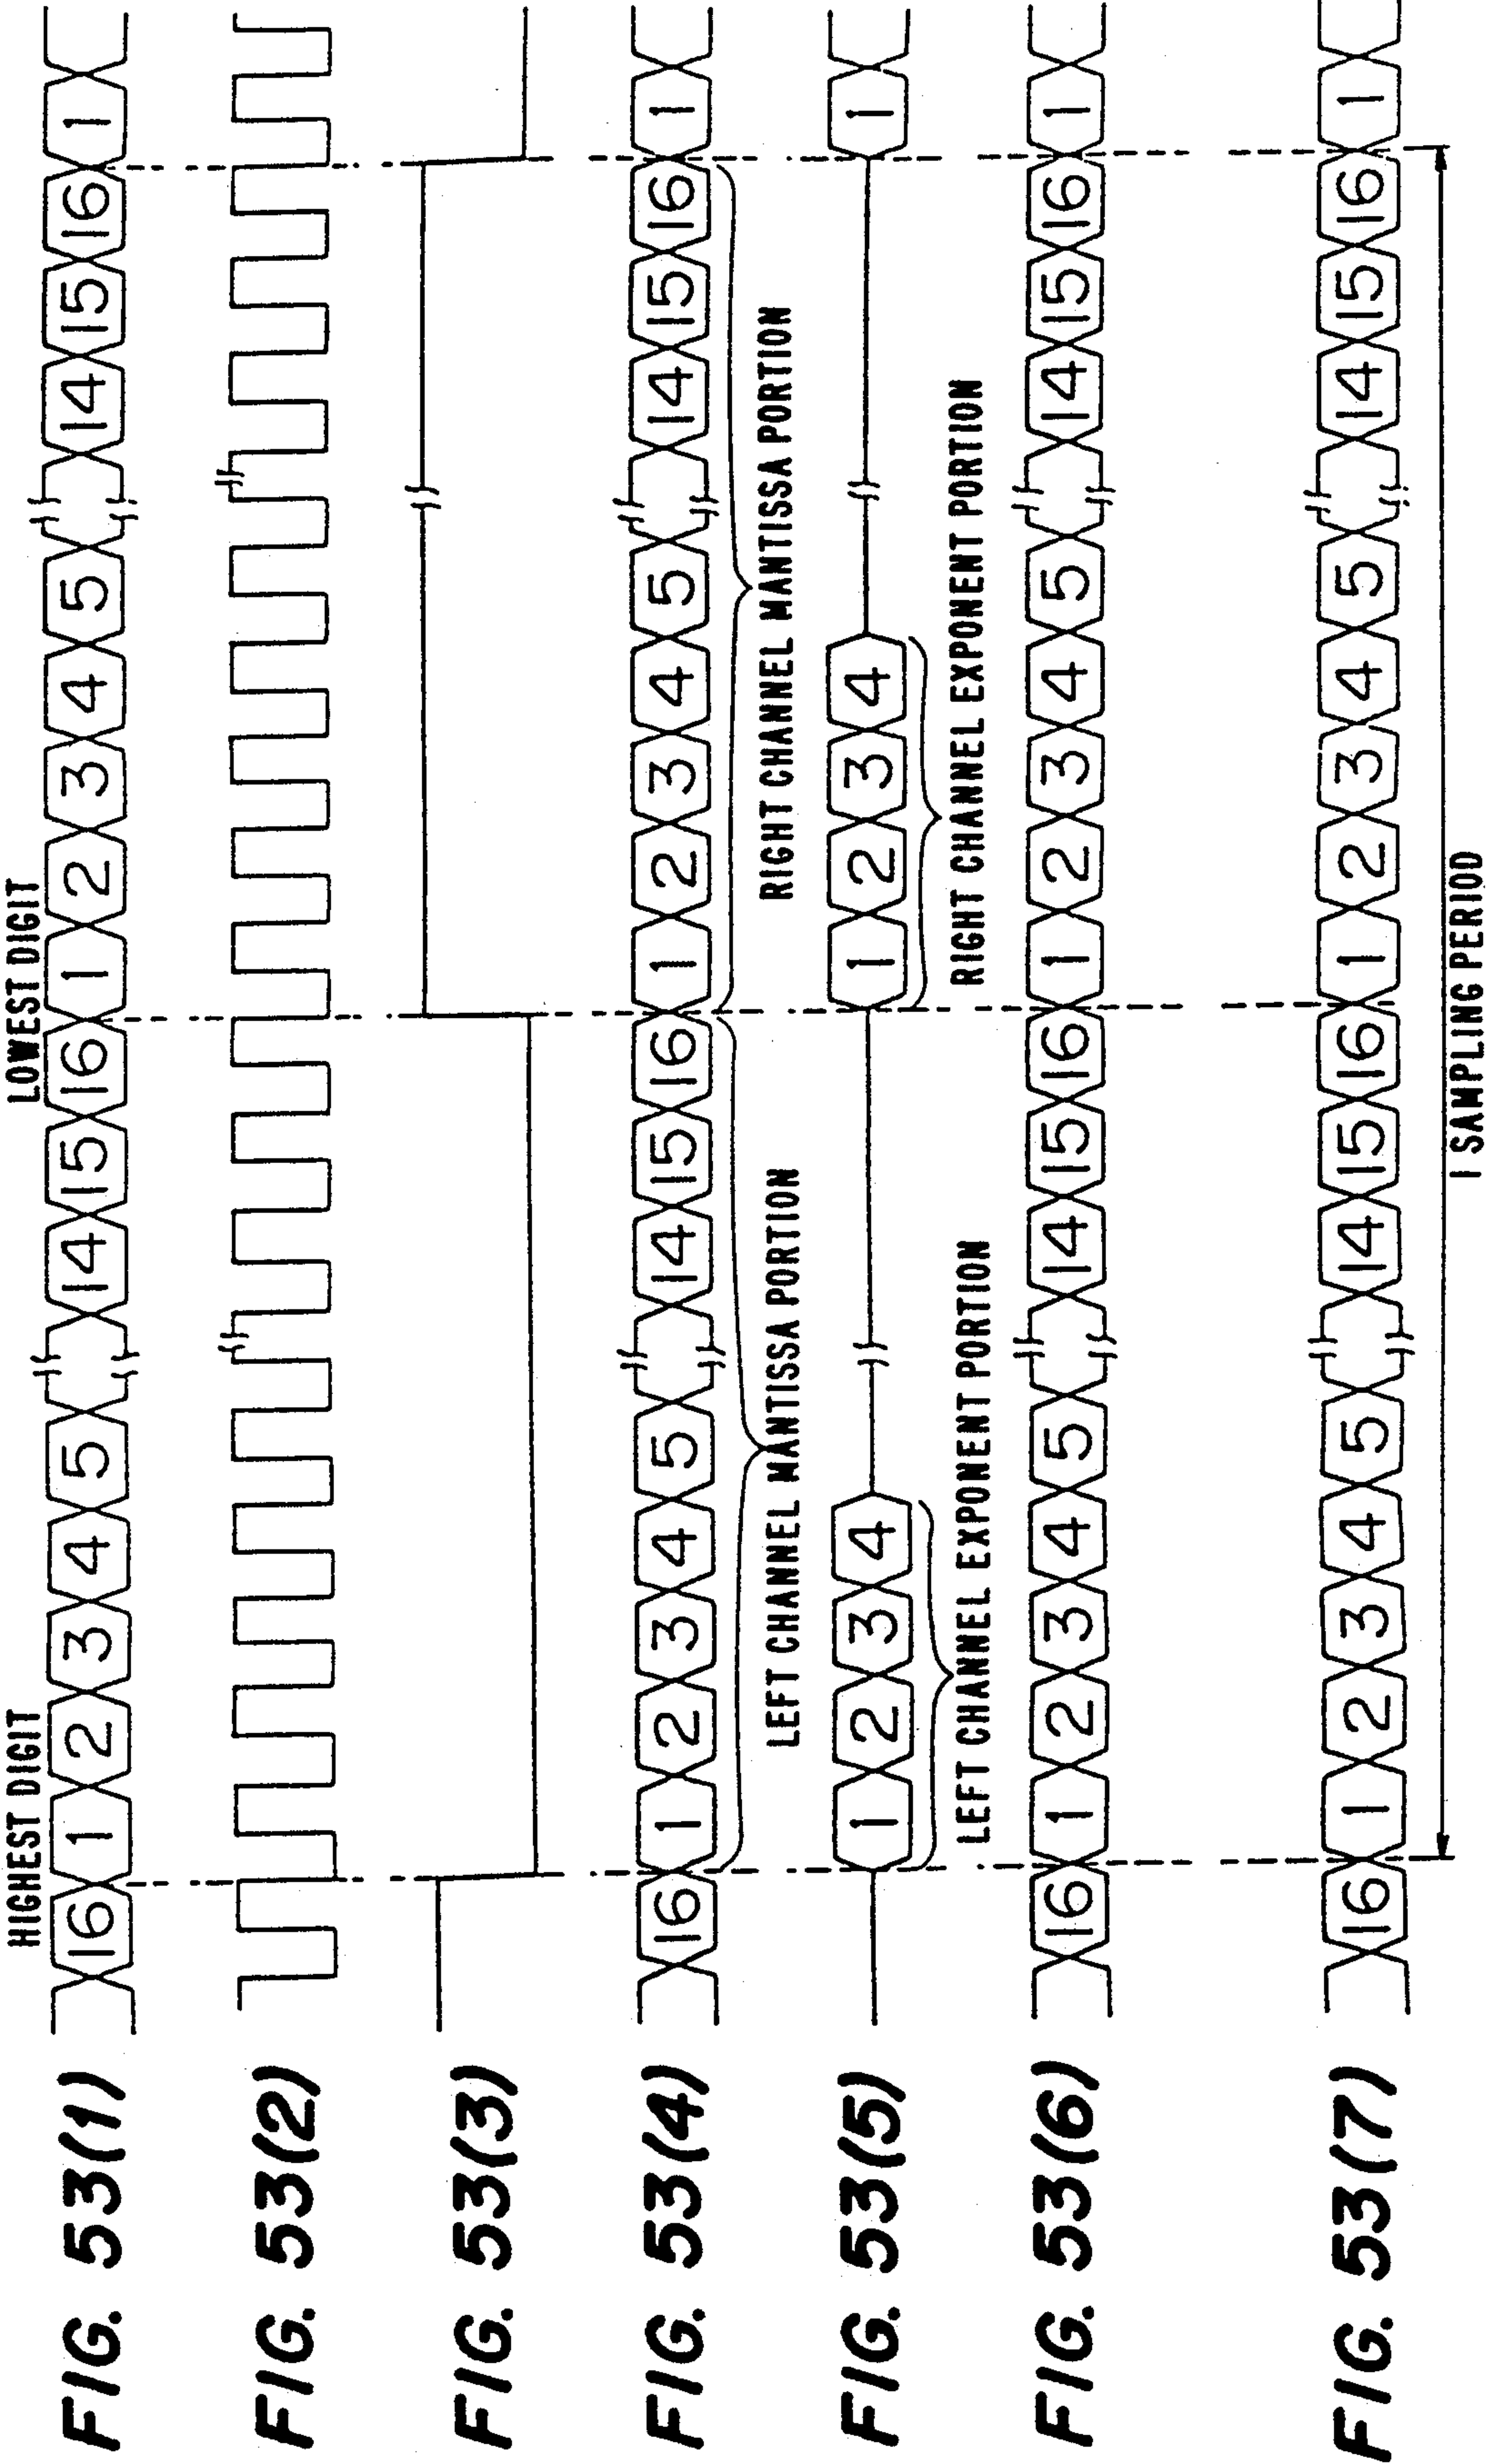 HIGHEST DIGIT LOWEST DIGIT
FIG. 53(1) 16 1 2 3 4 5 14 15 16 1 2 3 4 5 14 15 16 1
FIG. 53(2)
FIG. 53(3)
FIG. 53(4) 16 1 2 3 4 5 14 15 16 1 2 3 4 5 14 15 16 1
LEFT CHANNEL MANTISSA PORTION RIGHT CHANNEL MANTISSA PORTION
FIG. 53(5) 1 2 3 4 1 2 3 4 1
LEFT CHANNEL EXPONENT PORTION RIGHT CHANNEL EXPONENT PORTION
FIG. 53(6) 16 1 2 3 4 5 14 15 16 1 2 3 4 5 14 15 16 1
FIG. 53(7) 16 1 2 3 4 5 14 15 16 1 2 3 4 5 14 15 16 1
1 SAMPLING PERIOD